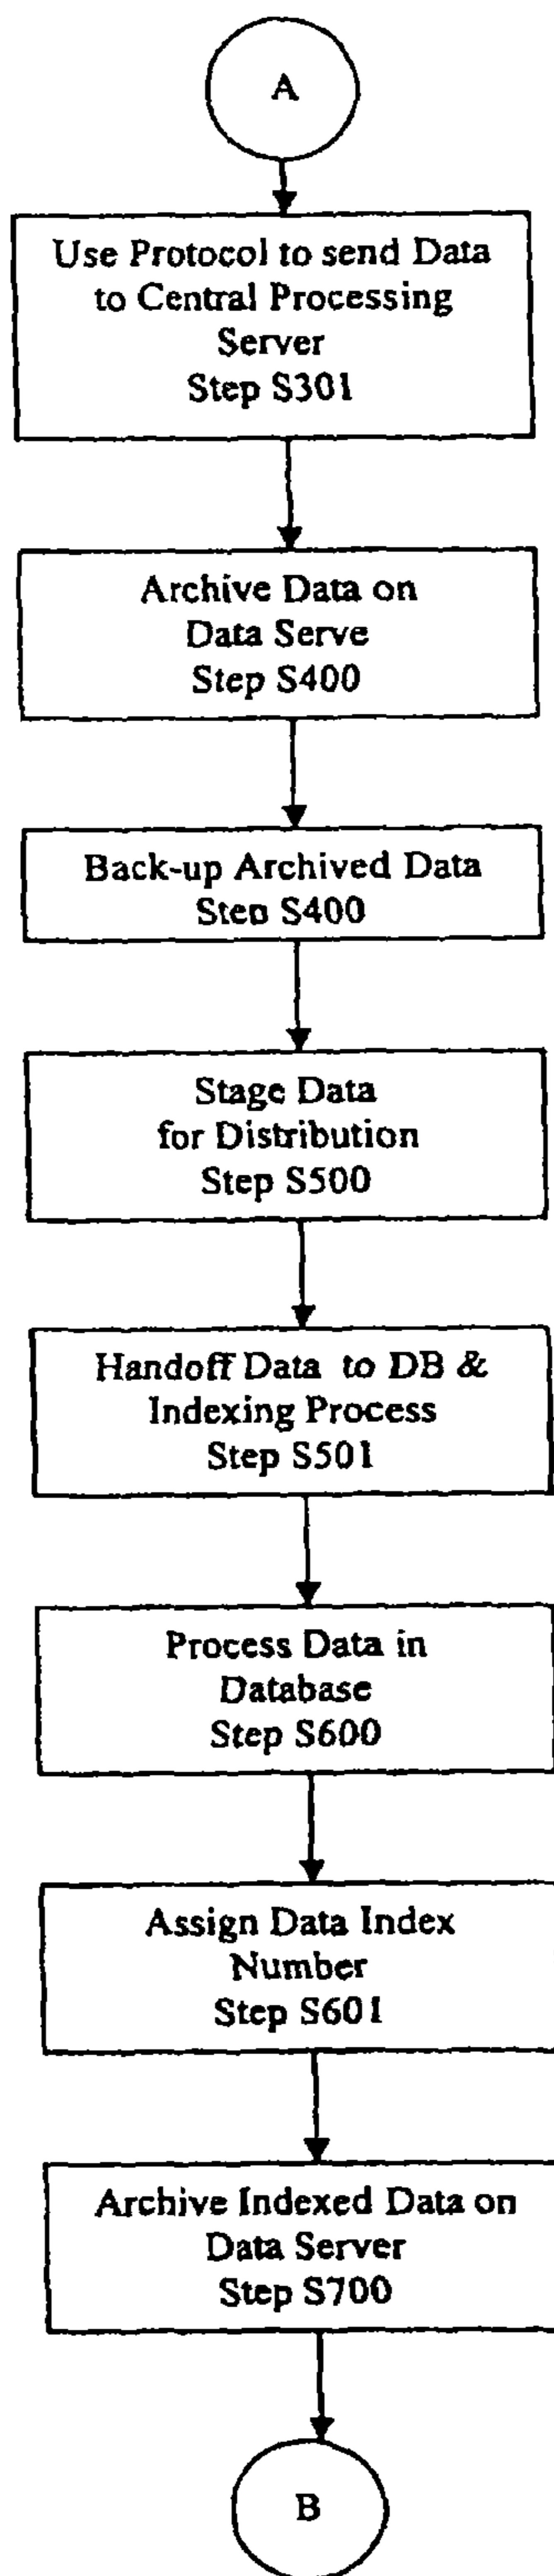 A
Use Protocol to send Data
to Central Processing
Server
Step S301
Archive Data on
Data Serve
Step S400
Back-up Archived Data
Step S400
Stage Data
for Distribution
Step S500
Handoff Data to DB &
Indexing Process
Step S501
Process Data in
Database
Step S600
Assign Data Index
Number
Step S601
Archive Indexed Data on
Data Server
Step S700
B